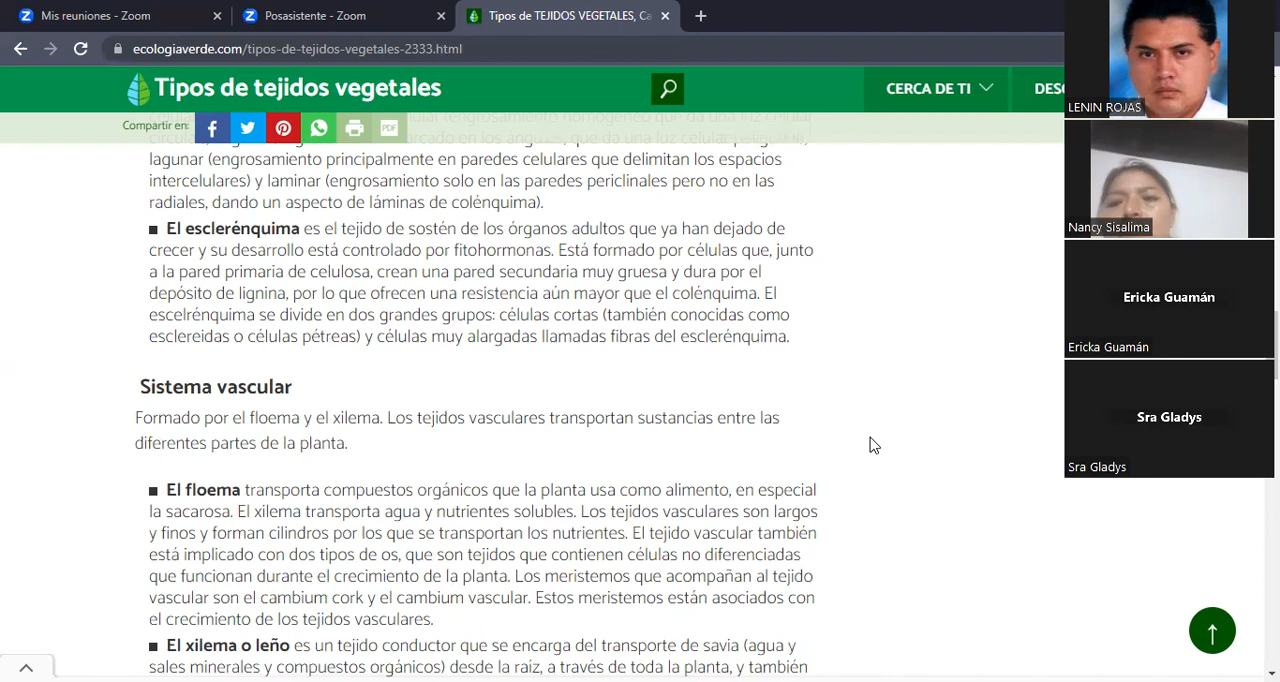 Mis reuniones - Zoom
Posasistente - Zoom
Tipos de TEJIDOS VEGETALES, Ca
ecologiaverde.com/tipos-de-tejidos-vegetales-2333.html
Tipos de tejidos vegetales
CERCA DE TI
DESC
Compartir en:
PDF
lagunar (engrosamiento principalmente en paredes celulares que delimitan los espacios
intercelulares) y laminar (engrosamiento solo en las paredes periclinales pero no en las
radiales, dando un aspecto de láminas de colénquima).
El esclerénquima es el tejido de sostén de los órganos adultos que ya han dejado de
crecer y su desarrollo está controlado por fitohormonas. Está formado por células que, junto
a la pared primaria de celulosa, crean una pared secundaria muy gruesa y dura por el
depósito de lignina, por lo que ofrecen una resistencia aún mayor que el colénquima. El
escelrénquima se divide en dos grandes grupos: células cortas (también conocidas como
esclereidas o células pétreas) y células muy alargadas llamadas fibras del esclerénquima.
Sistema vascular
Formado por el floema y el xilema. Los tejidos vasculares transportan sustancias entre las
diferentes partes de la planta.
El floema transporta compuestos orgánicos que la planta usa como alimento, en especial
la sacarosa. El xilema transporta agua y nutrientes solubles. Los tejidos vasculares son largos
y finos y forman cilindros por los que se transportan los nutrientes. El tejido vascular también
está implicado con dos tipos de os, que son tejidos que contienen células no diferenciadas
que funcionan durante el crecimiento de la planta. Los meristemos que acompañan al tejido
vascular son el cambium cork y el cambium vascular. Estos meristemos están asociados con
el crecimiento de los tejidos vasculares.
El xilema o leño es un tejido conductor que se encarga del transporte de savia (agua y
sales minerales y compuestos orgánicos) desde la raíz, a través de toda la planta, y también
LENIN ROJAS
Nancy Sisalima
Ericka Guamán
Ericka Guamán
Sra Gladys
Sra Gladys